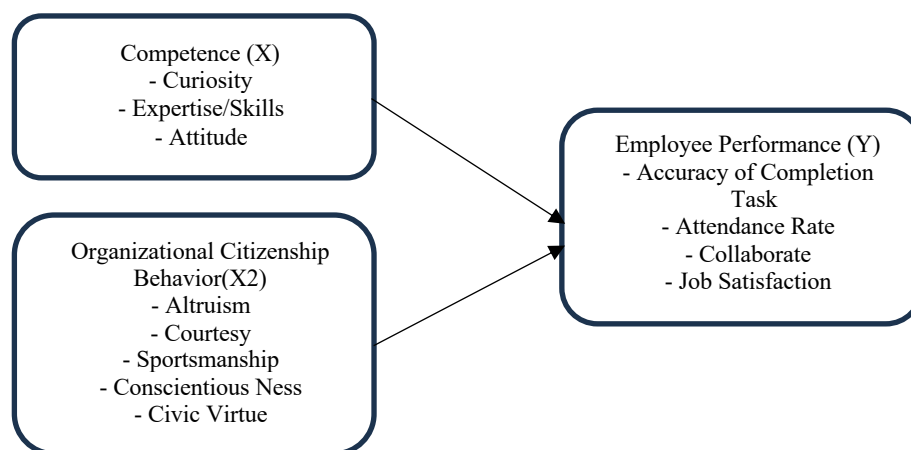 Competence (X)
- Curiosity
- Expertise/Skills
- Attitude
Organizational Citizenship
Behavior(X2)
- Altruism
- Courtesy
- Sportsmanship
- Conscientious Ness
- Civic Virtue
Employee Performance (Y)
- Accuracy of Completion
Task
- Attendance Rate
- Collaborate
- Job Satisfaction